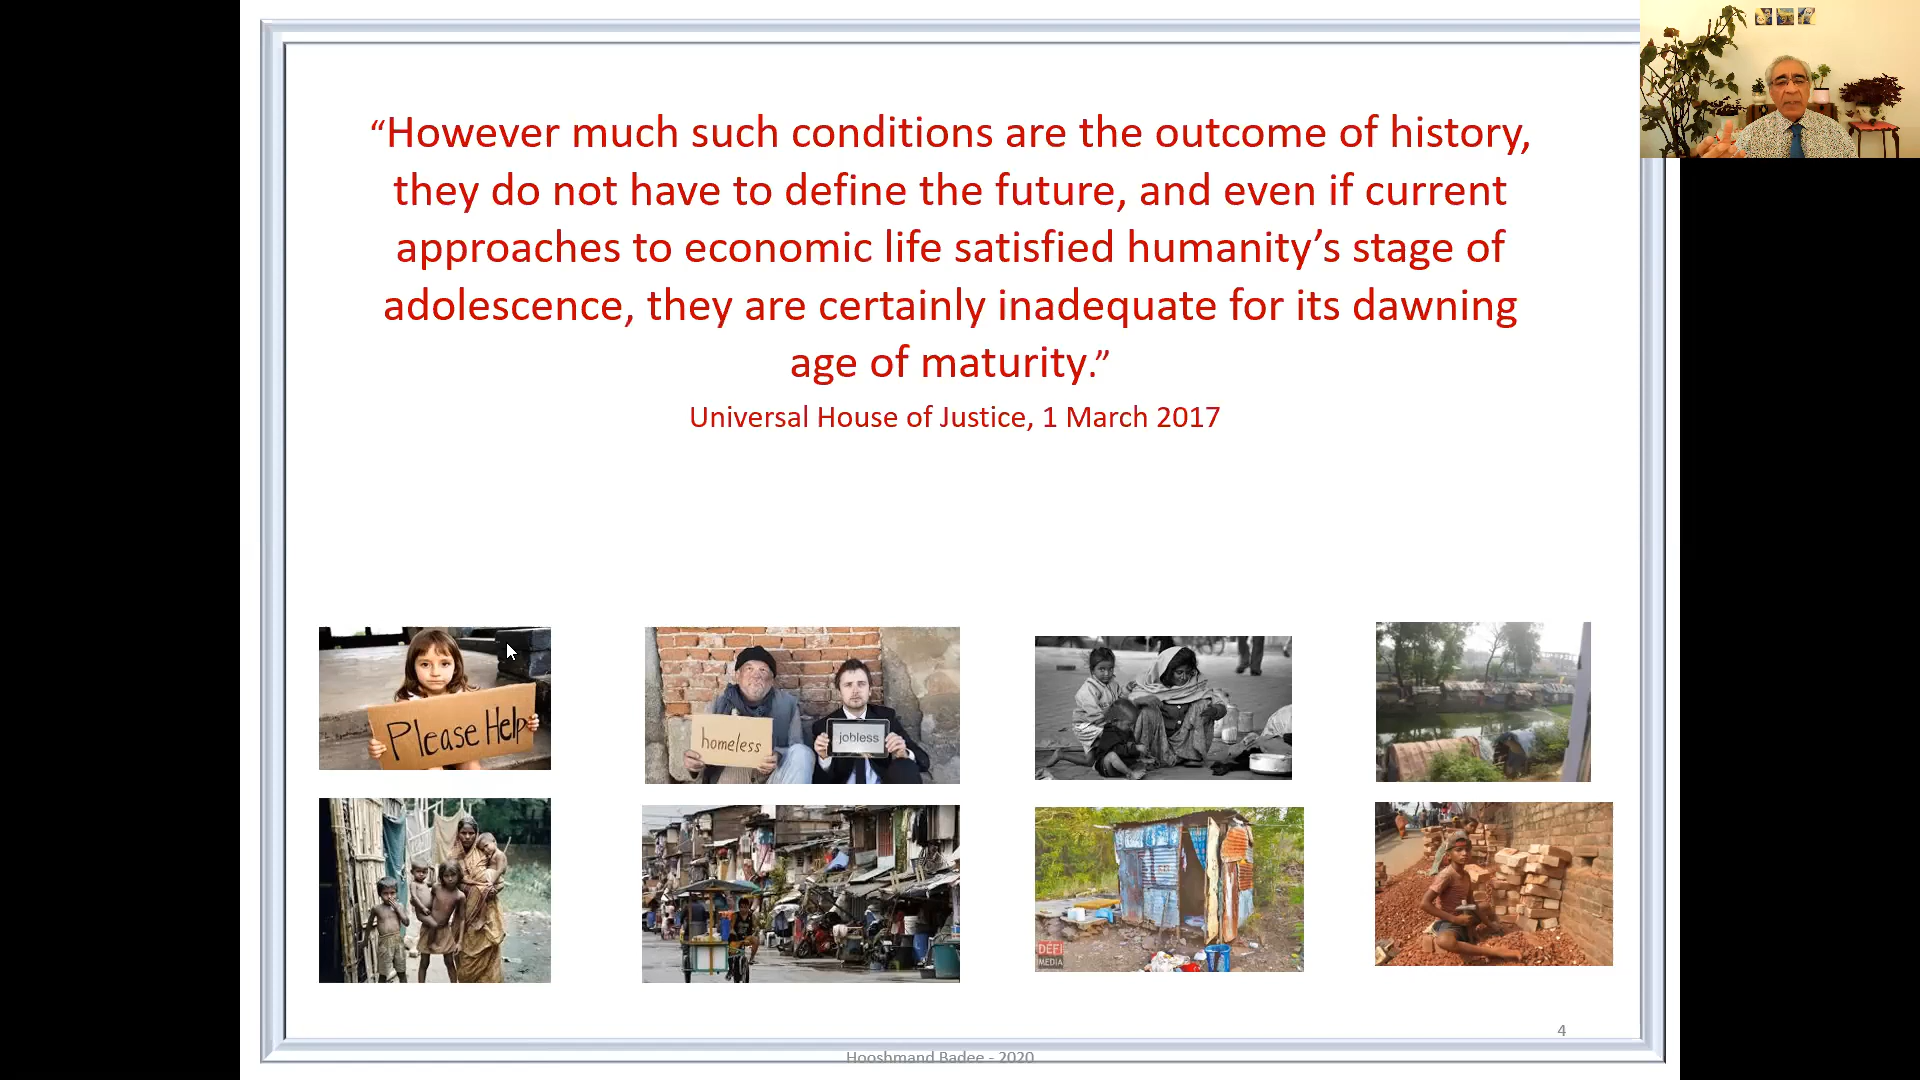 “However much such conditions are the outcome of history,
they do not have to define the future, and even if current
approaches to economic life satisfied humanity’s stage of
adolescence, they are certainly inadequate for its dawning
age of maturity.”
Universal House of Justice, 1 March 2017
Please Help
homeless
jobless
DEFI
MEDIA
4
Hooshmand Badee - 2020